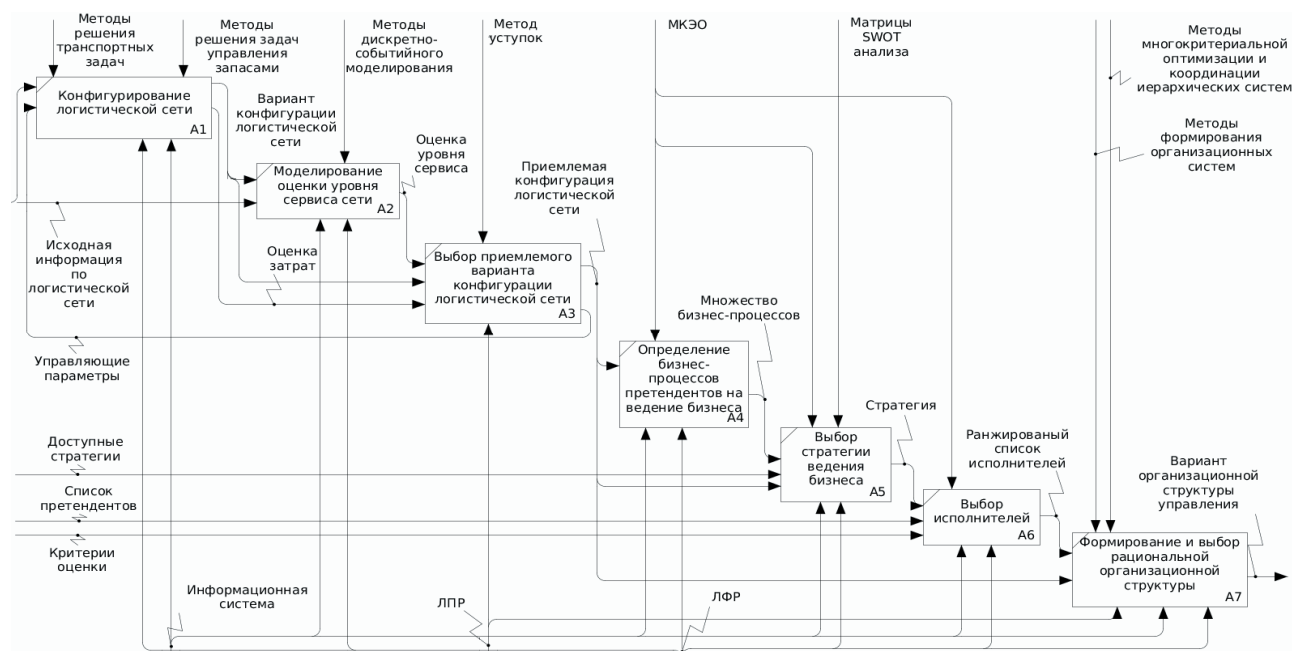 Методы
решения
транспортных
задач
Методы
решения задач
управления
запасами
Методы
дискретно-
событийного
моделирования
Метод
уступок
МКЭО
Матрицы
SWOT
анализа
Методы
многокритериальной
оптимизации и
координации
иерархических систем
Методы
формирования
организационных
систем
Конфигурирование
логистической сети
A1
Вариант
конфигурации
логистической
сети
Моделирование
оценки уровня
сервиса сети
A2
Оценка
уровня
сервиса
Приемлемая
конфигурация
логистической
сети
Исходная
информация
по
логистической
сети
Оценка
затрат
Выбор приемлемого
варианта
конфигурации
логистической сети
A3
Управляющие
параметры
Множество
бизнес-процессов
Определение
бизнес-
процессов
претендентов на
ведение бизнеса
A4
Доступные
стратегии
Список
претендентов
Критерии
оценки
Стратегия
Выбор
стратегии
ведения
бизнеса
A5
Ранжированый
список
исполнителей
Выбор
исполнителей
A6
Вариант
организационной
структуры
управления
Формирование и выбор
рациональной
организационной
структуры
A7
Информационная
система
ЛПР
ЛФР